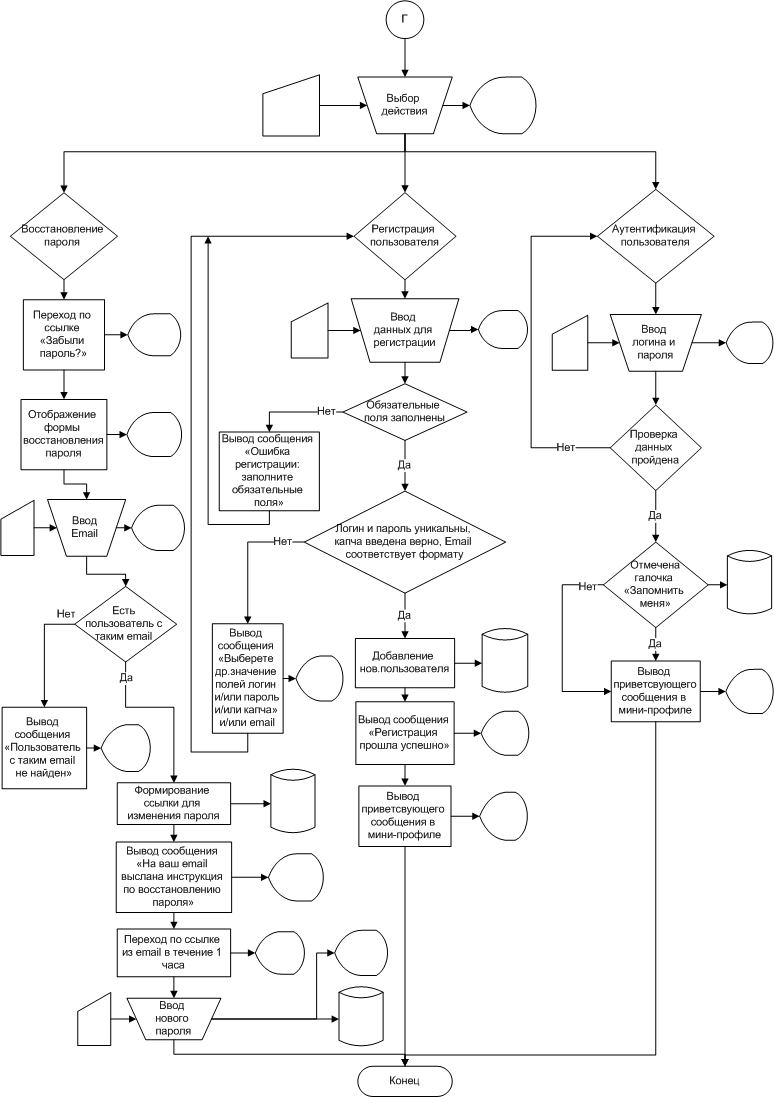 Г
Выбор
действия
Восстановление
пароля
Регистрация
пользователя
Аутентификация
пользователя
Переход по
ссылке
«Забыли
пароль?»
Ввод
данных для
регистрации
Ввод
логина и
пароля
Отображение
формы
восстановления
пароля
Нет
Обязательные
поля заполнены
Вывод сообщения
«Ошибка
регистрации:
заполните
обязательные
поля»
Да
Нет
Проверка
данных
пройдена
Да
Ввод
Email
Нет
Логин и пароль уникальны,
капча введена верно, Email
соответствует формату
Да
Нет
Отмечена
галочка
«Запомнить
меня»
Да
Нет
Есть
пользователь с
таким email
Да
Вывод
сообщения
«Выберете
др.значение
полей логин
и/или пароль
и/или капча»
и/или email
Добавление
нов.пользователя
Вывод
приветсвующего
сообщения в
мини-профиле
Вывод
сообщения
«Пользователь
с таким email
не найден»
Вывод сообщения
«Регистрация
прошла успешно»
Формирование
ссылки для
изменения пароля
Вывод
приветсвующего
сообщения в
мини-профиле
Вывод сообщения
«На ваш email
выслана инструкция
по восстановлению
пароля»
Переход по ссылке
из email в течение 1
часа
Ввод
нового
пароля
Конец